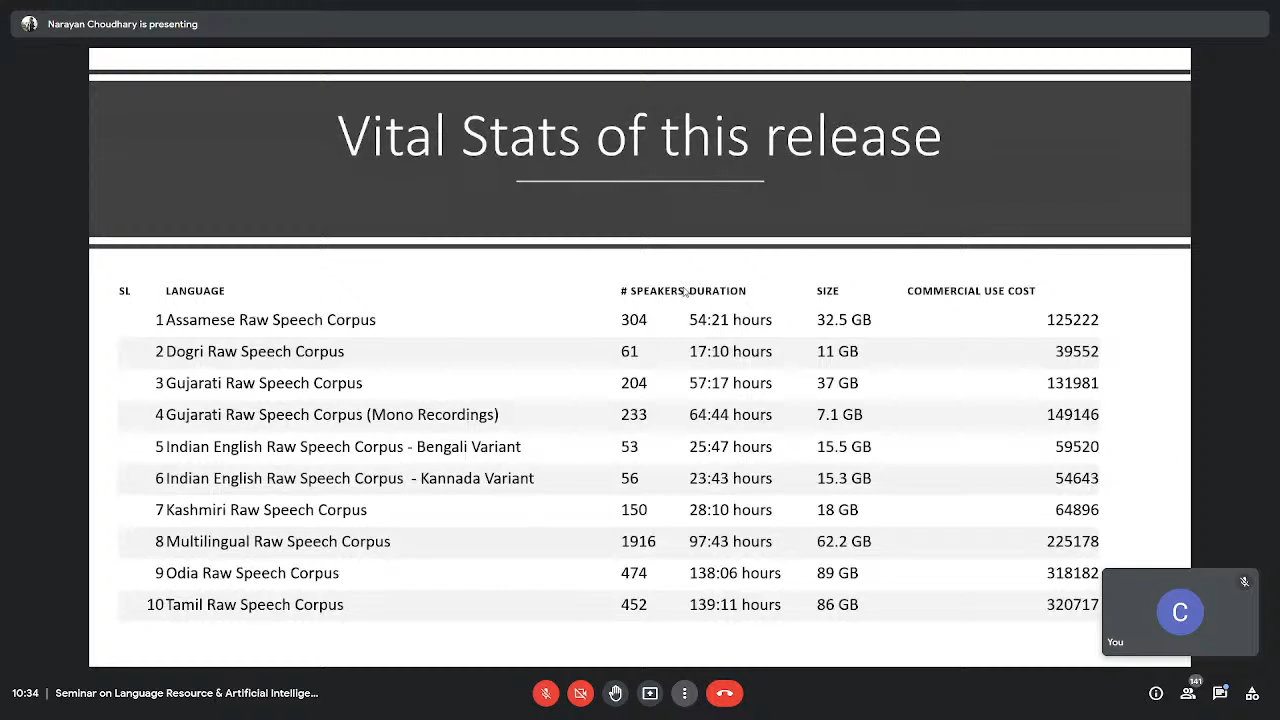 Narayan Choudhary is presenting
Vital Stats of this release
SL LANGUAGE # SPEAKERS DURATION SIZE COMMERCIAL USE COST
1 Assamese Raw Speech Corpus 304 54:21 hours 32.5 GB 125222
2 Dogri Raw Speech Corpus 61 17:10 hours 11 GB 39552
3 Gujarati Raw Speech Corpus 204 57:17 hours 37 GB 131981
4 Gujarati Raw Speech Corpus (Mono Recordings) 233 64:44 hours 7.1 GB 149146
5 Indian English Raw Speech Corpus - Bengali Variant 53 25:47 hours 15.5 GB 59520
6 Indian English Raw Speech Corpus - Kannada Variant 56 23:43 hours 15.3 GB 54643
7 Kashmiri Raw Speech Corpus 150 28:10 hours 18 GB 64896
8 Multilingual Raw Speech Corpus 1916 97:43 hours 62.2 GB 225178
9 Odia Raw Speech Corpus 474 138:06 hours 89 GB 318182
10 Tamil Raw Speech Corpus 452 139:11 hours 86 GB 320717
C
You
10:34 | Seminar on Language Resource & Artificial Intellige...
141